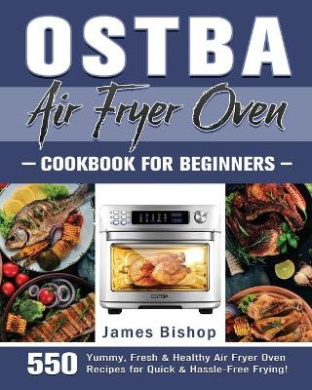 OSTBA
Air Fryer Oven
– COOKBOOK FOR BEGINNERS –
OSTBA
James Bishop
550 Yummy, Fresh & Healthy Air Fryer Oven
Recipes for Quick & Hassle-Free Frying!